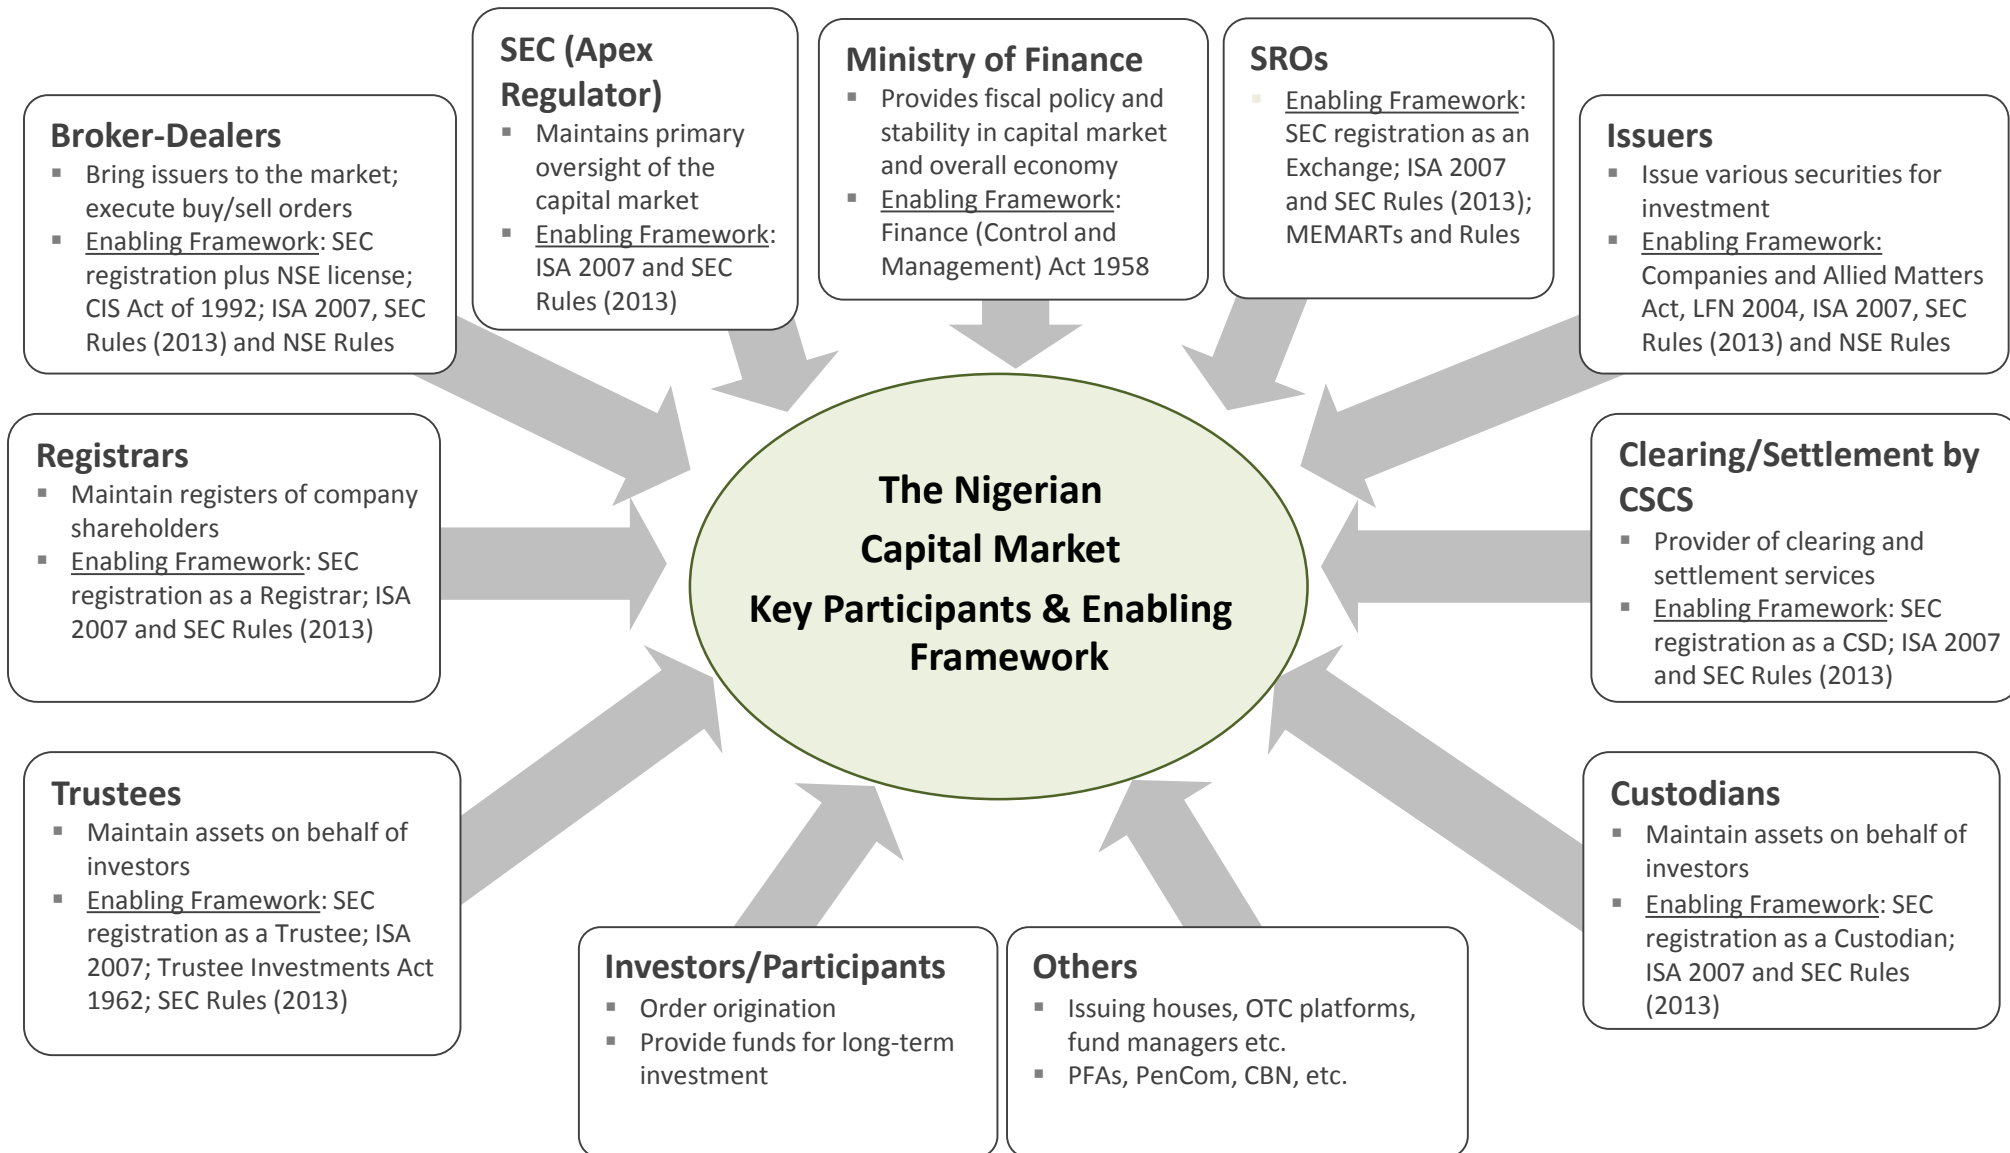 SEC (Apex
Regulator)
▪ Maintains primary
oversight of the
capital market
▪ Enabling Framework:
ISA 2007 and SEC
Rules (2013)
Ministry of Finance
▪ Provides fiscal policy and
stability in capital market
and overall economy
▪ Enabling Framework:
Finance (Control and
Management) Act 1958
SROs
▪ Enabling Framework:
SEC registration as an
Exchange; ISA 2007
and SEC Rules (2013);
MEMARTs and Rules
Broker-Dealers
▪ Bring issuers to the market;
execute buy/sell orders
▪ Enabling Framework: SEC
registration plus NSE license;
CIS Act of 1992; ISA 2007, SEC
Rules (2013) and NSE Rules
Issuers
▪ Issue various securities for
investment
▪ Enabling Framework:
Companies and Allied Matters
Act, LFN 2004, ISA 2007, SEC
Rules (2013) and NSE Rules
Registrars
▪ Maintain registers of company
shareholders
▪ Enabling Framework: SEC
registration as a Registrar; ISA
2007 and SEC Rules (2013)
The Nigerian
Capital Market
Key Participants & Enabling
Framework
Clearing/Settlement by
CSCS
▪ Provider of clearing and
settlement services
▪ Enabling Framework: SEC
registration as a CSD; ISA 2007
and SEC Rules (2013)
Trustees
▪ Maintain assets on behalf of
investors
▪ Enabling Framework: SEC
registration as a Trustee; ISA
2007; Trustee Investments Act
1962; SEC Rules (2013)
Custodians
▪ Maintain assets on behalf of
investors
▪ Enabling Framework: SEC
registration as a Custodian;
ISA 2007 and SEC Rules
(2013)
Investors/Participants
▪ Order origination
▪ Provide funds for long-term
investment
Others
▪ Issuing houses, OTC platforms,
fund managers etc.
▪ PFAs, PenCom, CBN, etc.